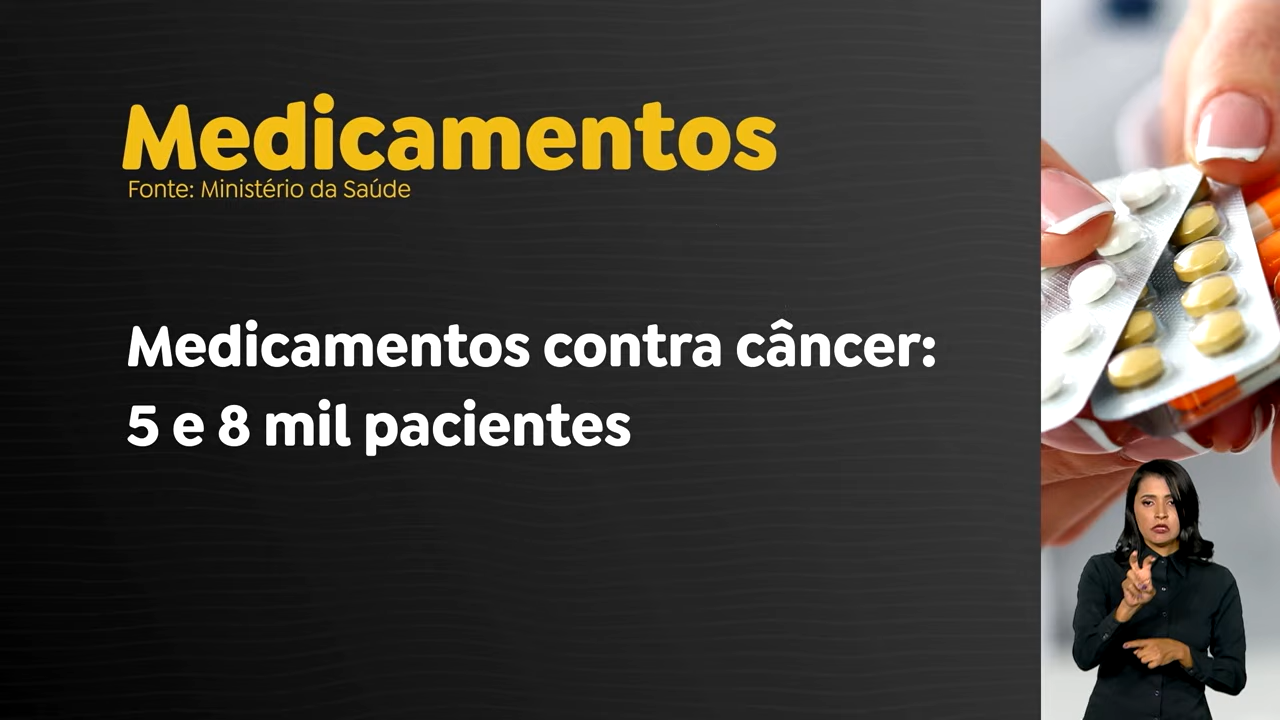 Medicamentos
Fonte: Ministério da Saúde
Medicamentos contra câncer:
5 e 8 mil pacientes